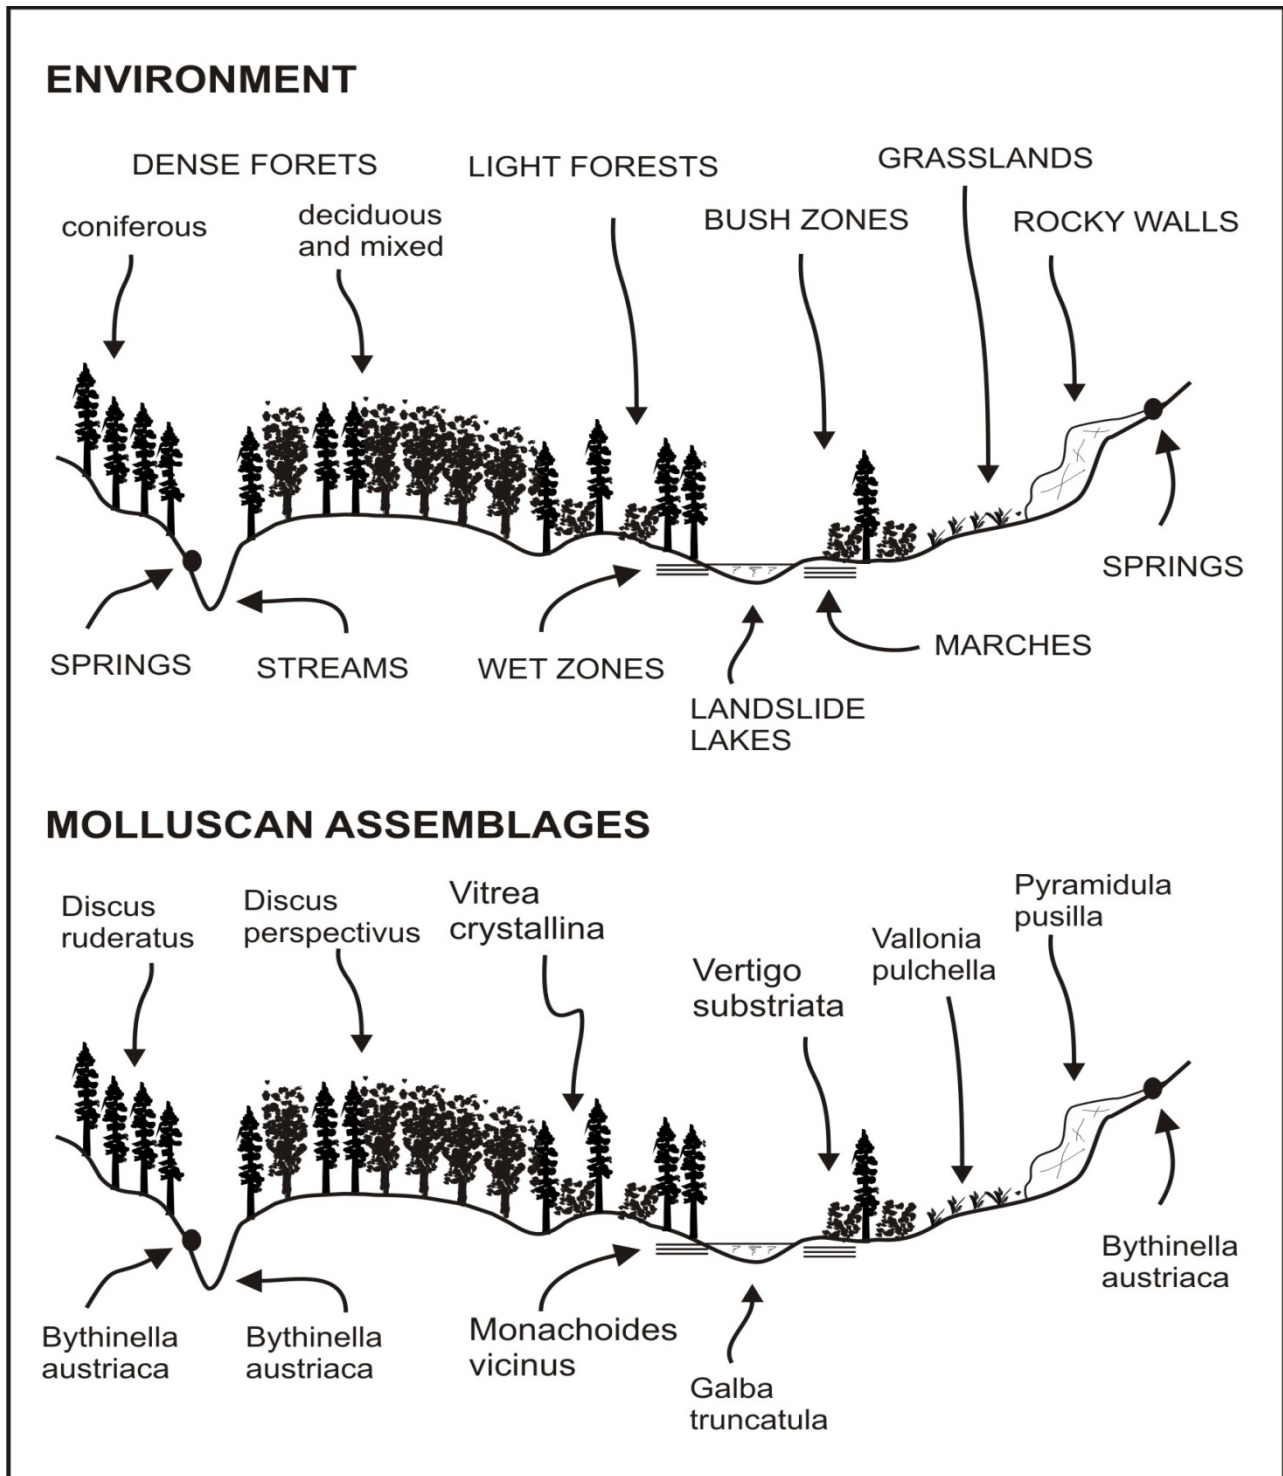 ENVIRONMENT
DENSE FORETS
coniferous
deciduous
and mixed
LIGHT FORESTS
BUSH ZONES
GRASSLANDS
ROCKY WALLS
SPRINGS
STREAMS
WET ZONES
LANDSLIDE
LAKES
MARCHES
SPRINGS
MOLLUSCAN ASSEMBLAGES
Discus
ruderatus
Discus
perspectivus
Vitrea
crystallina
Vertigo
substriata
Vallonia
pulchella
Pyramidula
pusilla
Bythinella
austriaca
Bythinella
austriaca
Monachoides
vicinus
Galba
truncatula
Bythinella
austriaca